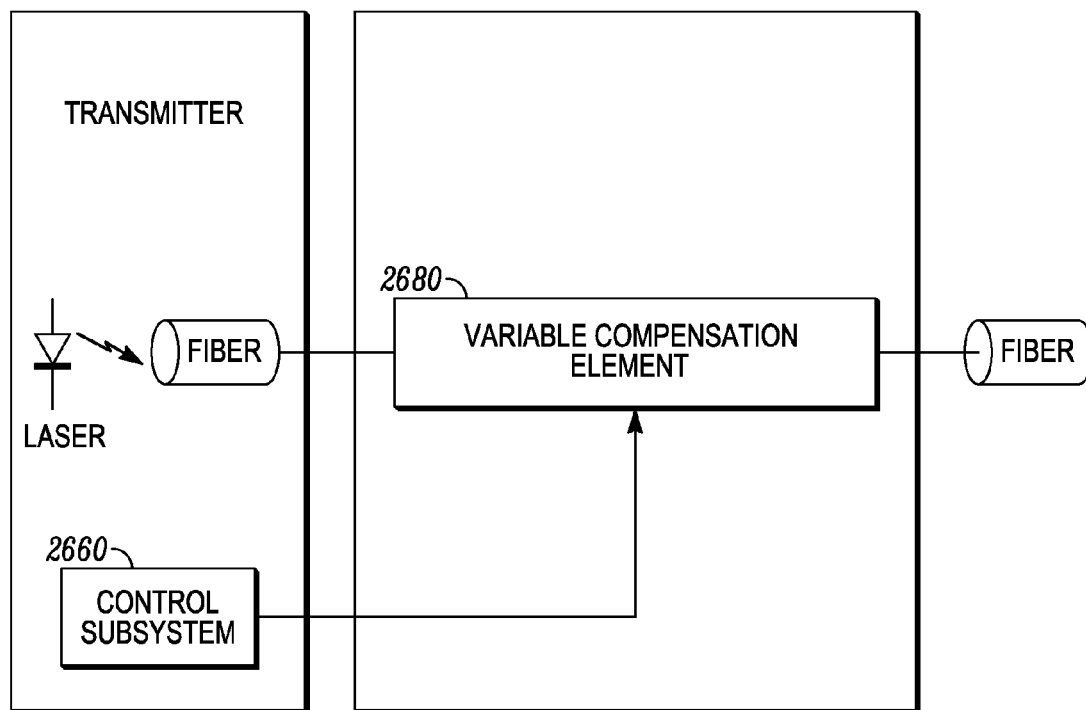 TRANSMITTER
2680
VARIABLE COMPENSATION
ELEMENT
FIBER
FIBER
LASER
2660
CONTROL
SUBSYSTEM